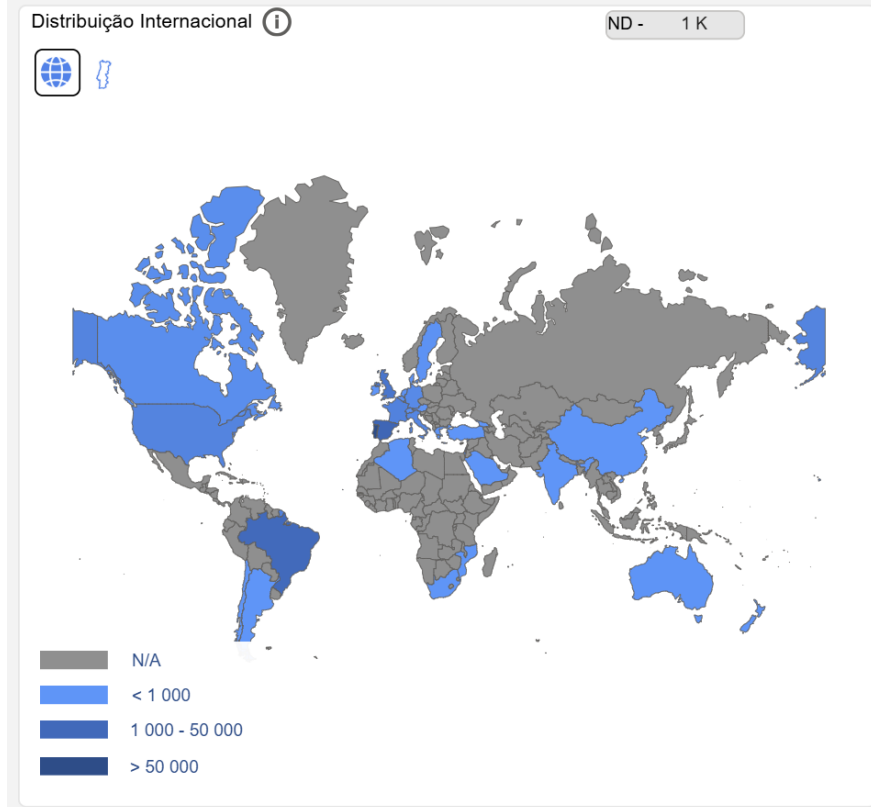 Distribuição Internacional i
ND - 1 K
N/A
< 1 000
1 000 - 50 000
> 50 000